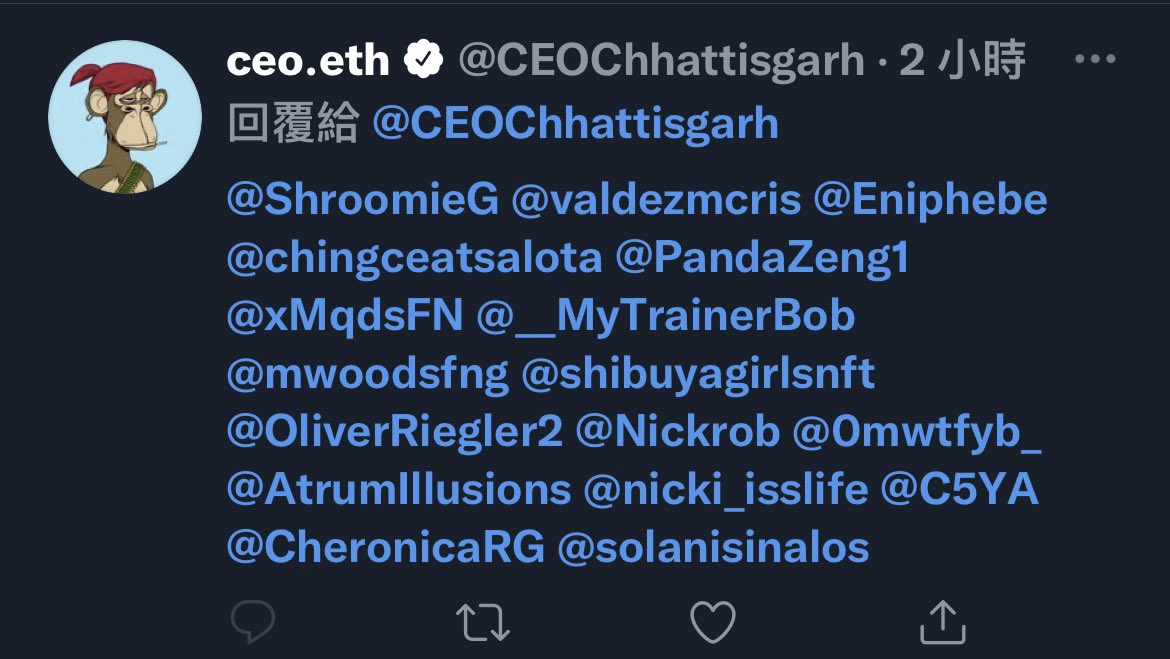 ceo.eth @CEOChhattisgarh · 2 小時
回覆給 @CEOChhattisgarh
@ShroomieG @valdezmcris @Eniphebe
@chingceatsalota @PandaZeng1
@xMqdsFN @__MyTrainerBob
@mwoodsfng @shibuyagirlsnft
@OliverRiegler2 @Nickrob @0mwtfyb_
@AtrumIllusions @nicki_isslife @C5YA
@CheronicaRG @solanisinalos